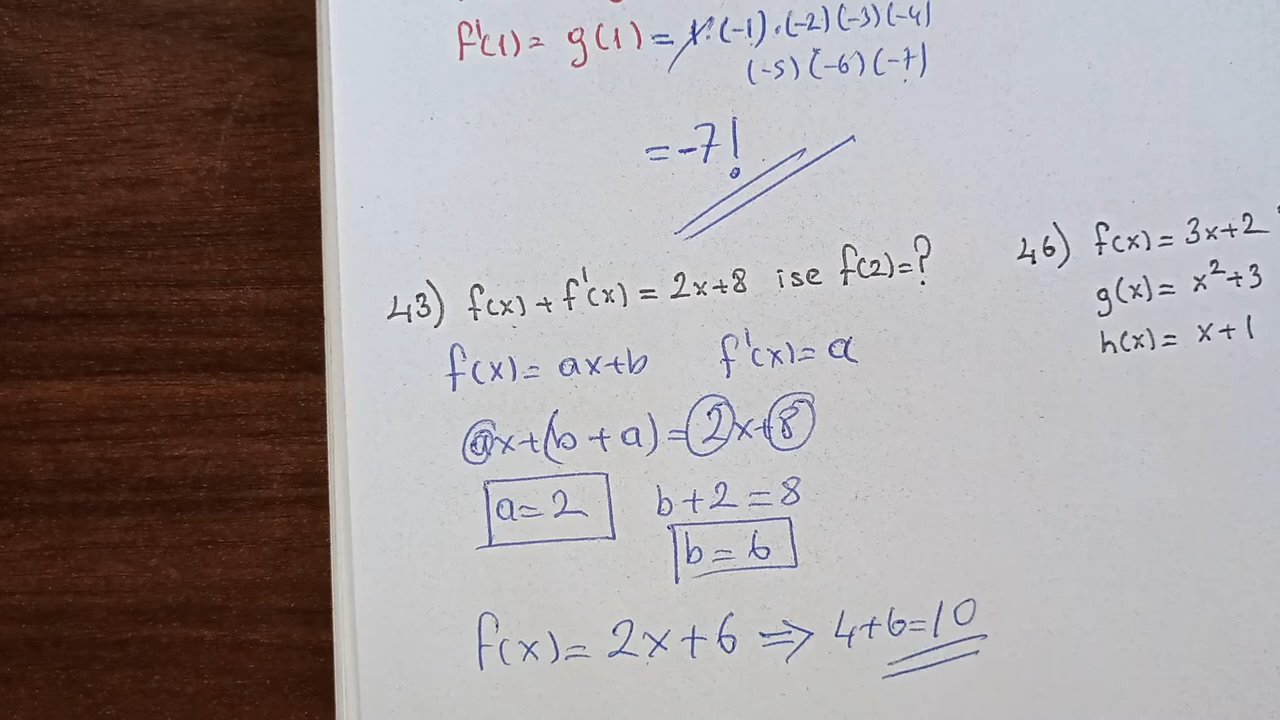 f'(1) = g(1) = 1.(-1).(-2)(-3)(-4)
(-5)(-6)(-7)
= -7!
43) f(x) + f'(x) = 2x+8 ise f(2)=?
f(x) = ax+b f'(x) = a
ax+(b+a) = 2x+8
a=2 b+2=8
b=6
f(x) = 2x+6 ⇒ 4+6=10
46) f(x) = 3x+2
g(x) = x²+3
h(x) = x+1